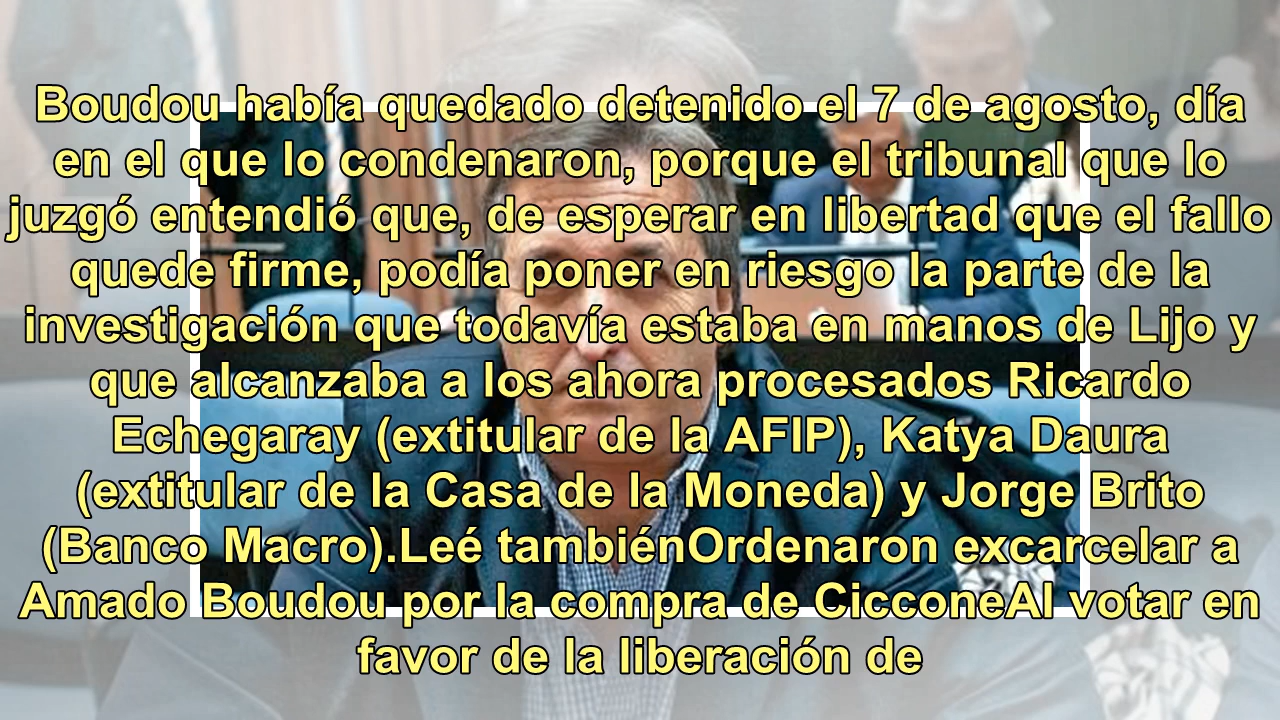 Boudou había quedado detenido el 7 de agosto, día
en el que lo condenaron, porque el tribunal que lo
juzgó entendió que, de esperar en libertad que el fallo
quede firme, podía poner en riesgo la parte de la
investigación que todavía estaba en manos de Lijo y
que alcanzaba a los ahora procesados Ricardo
Echegaray (extitular de la AFIP), Katya Daura
(extitular de la Casa de la Moneda) y Jorge Brito
(Banco Macro).Leé tambiénOrdenaron excarcelar a
Amado Boudou por la compra de CicconeAl votar en
favor de la liberación de